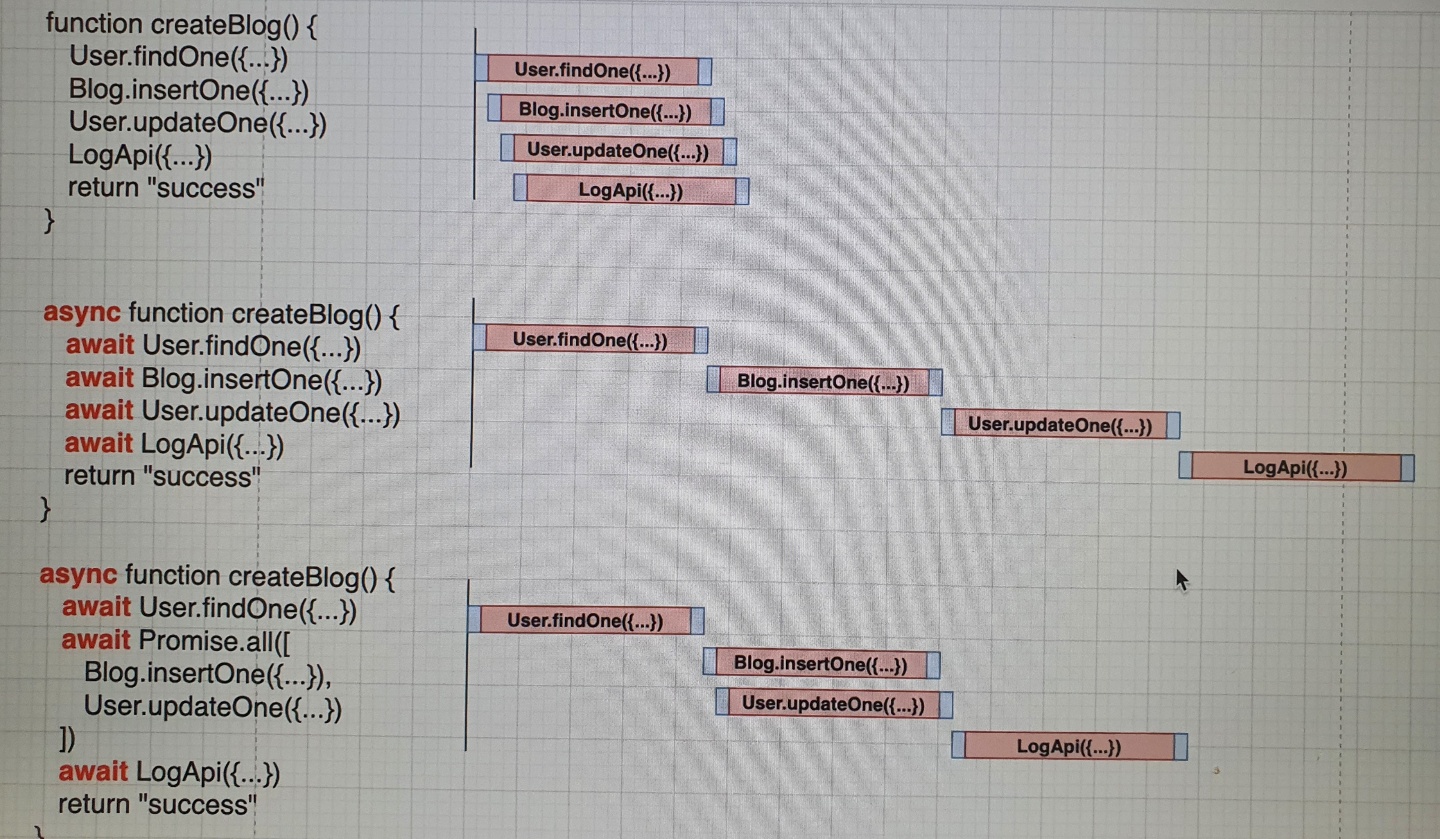 function createBlog() {
User.findOne({...})
Blog.insertOne({...})
User.updateOne({...})
LogApi({...})
return "success"
}
User.findOne({...})
Blog.insertOne({...})
User.updateOne({...})
LogApi({...})
async function createBlog() {
await User.findOne({...})
await Blog.insertOne({...})
await User.updateOne({...})
await LogApi({...})
return "success"
}
User.findOne({...})
Blog.insertOne({...})
User.updateOne({...})
LogApi({...})
async function createBlog() {
await User.findOne({...})
await Promise.all([
Blog.insertOne({...}),
User.updateOne({...})
])
await LogApi({...})
return "success"
}
User.findOne({...})
Blog.insertOne({...})
User.updateOne({...})
LogApi({...})